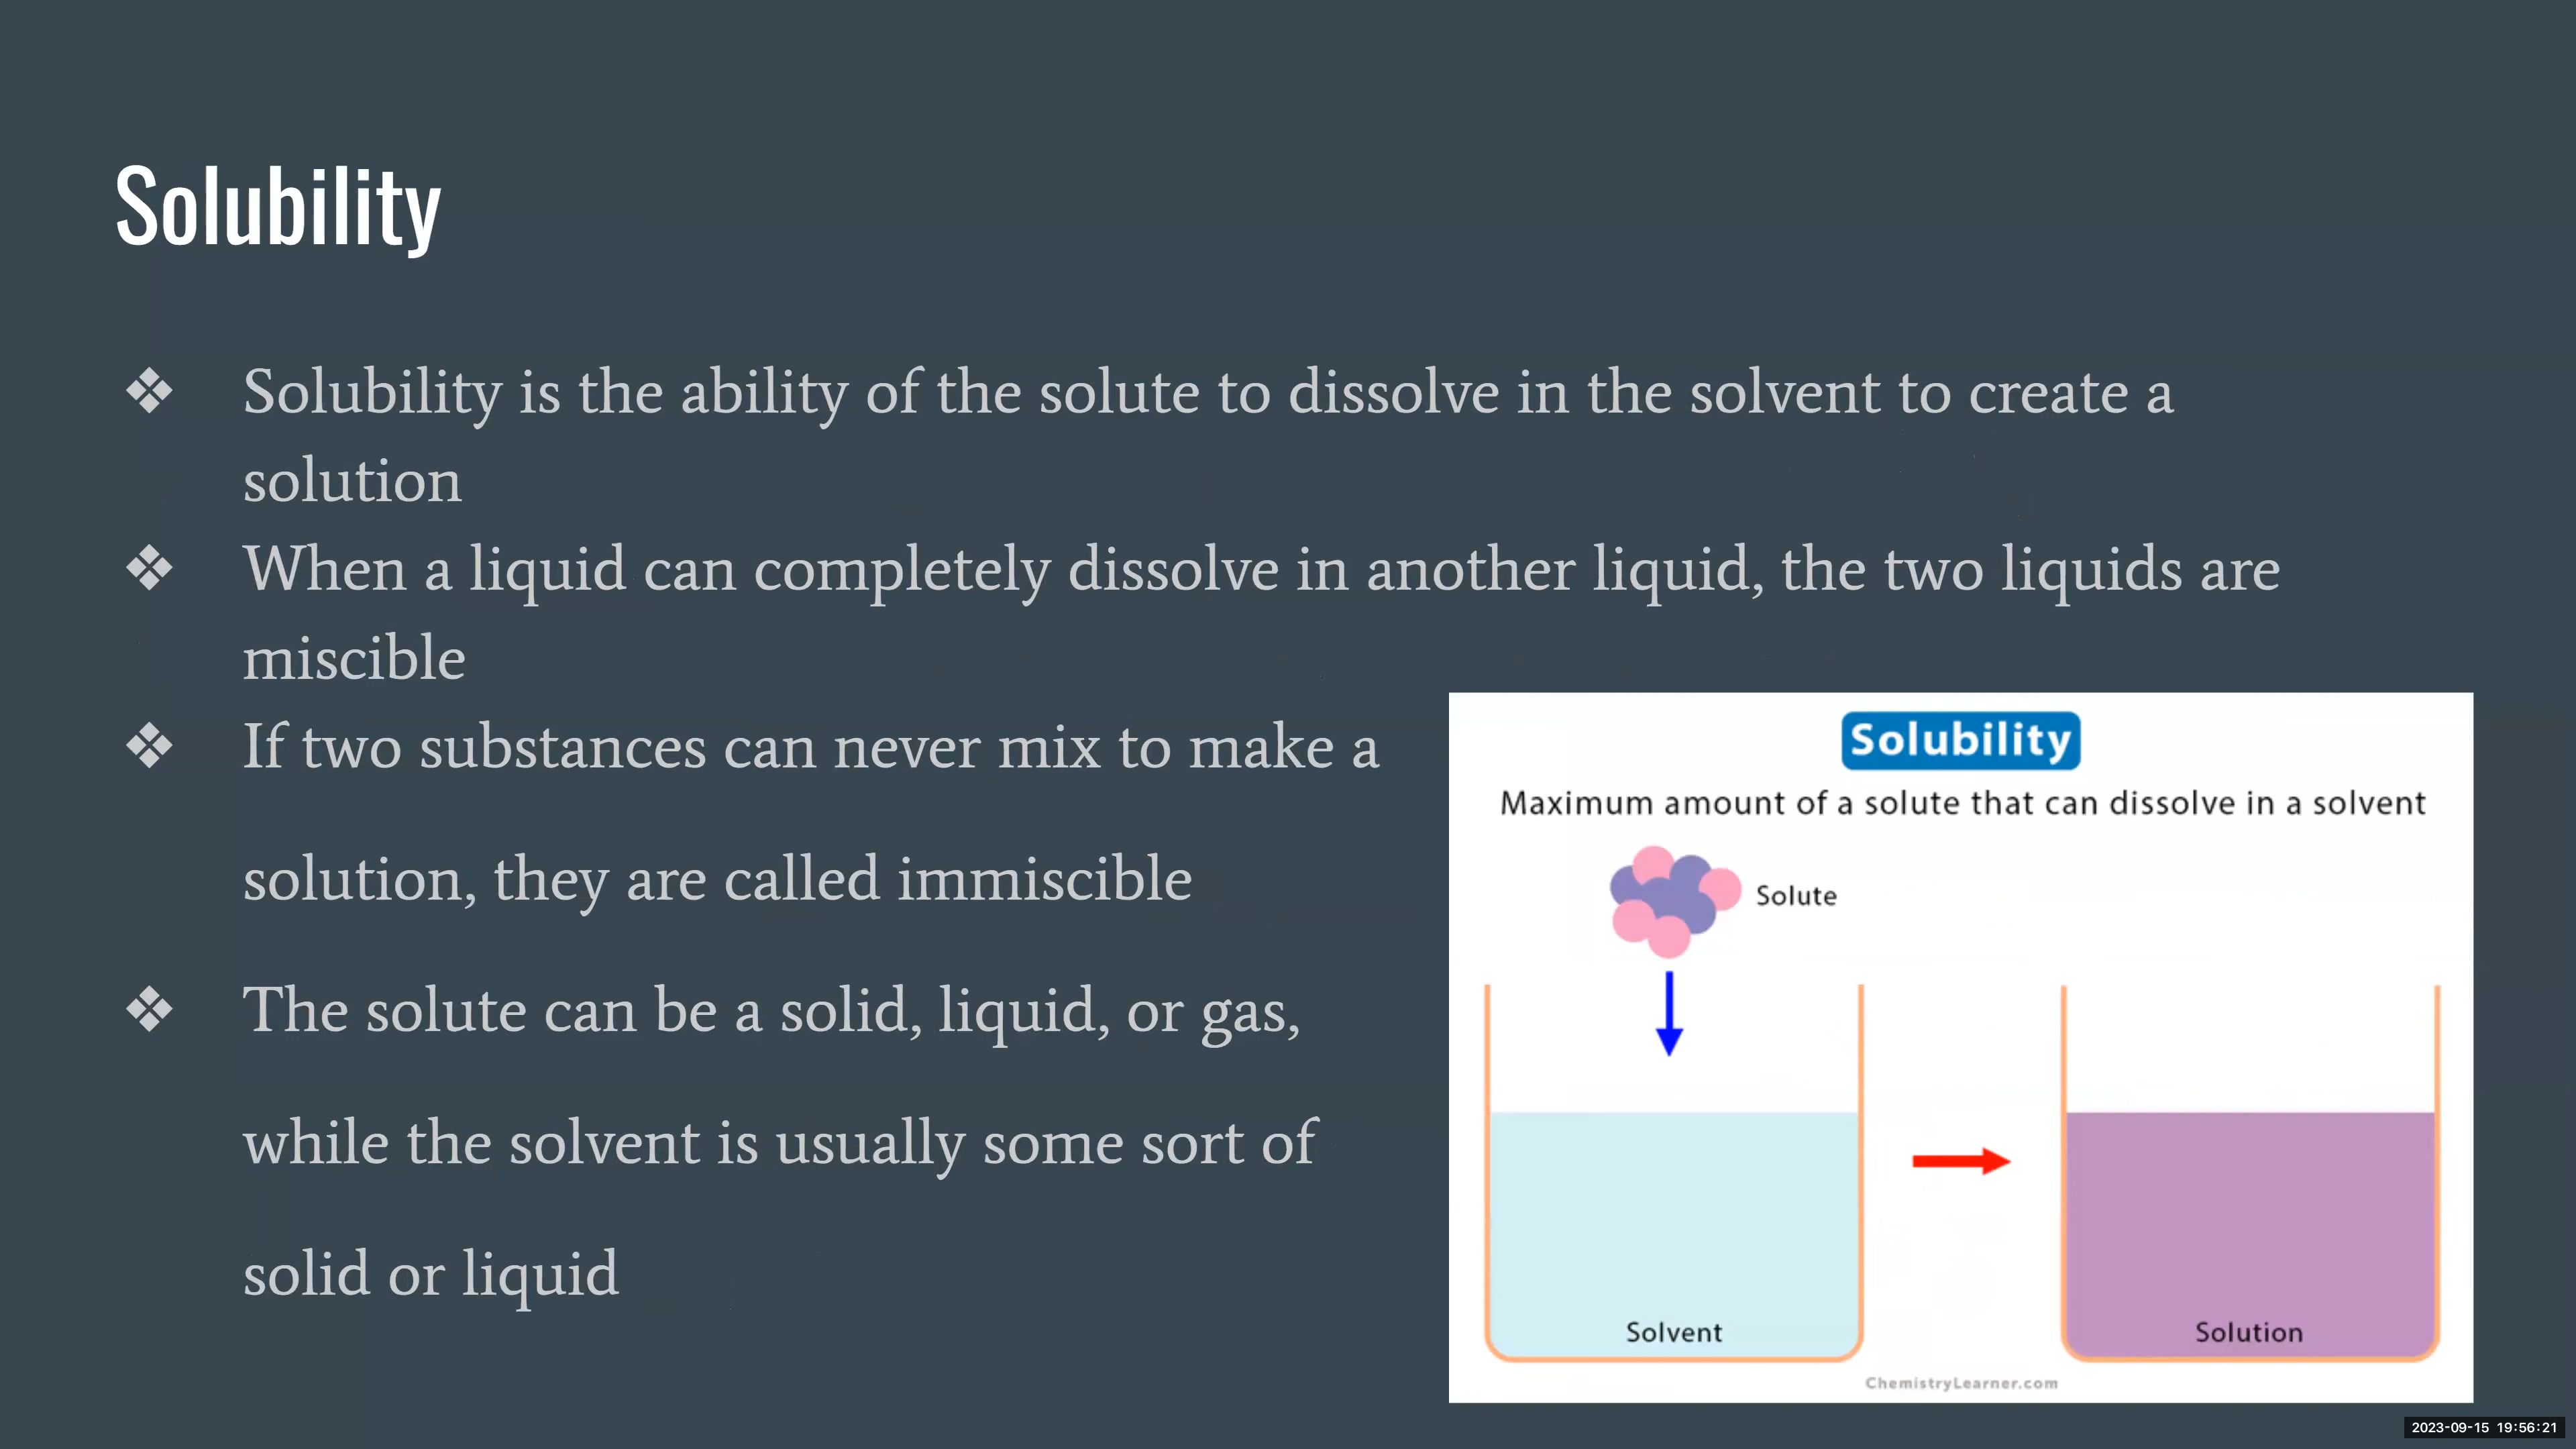 Solubility
❖ Solubility is the ability of the solute to dissolve in the solvent to create a
solution
❖ When a liquid can completely dissolve in another liquid, the two liquids are
miscible
❖ If two substances can never mix to make a
solution, they are called immiscible
❖ The solute can be a solid, liquid, or gas,
while the solvent is usually some sort of
solid or liquid
Solubility
Maximum amount of a solute that can dissolve in a solvent
Solute
Solvent
Solution
ChemistryLearner.com
2023-09-15 19:56:21